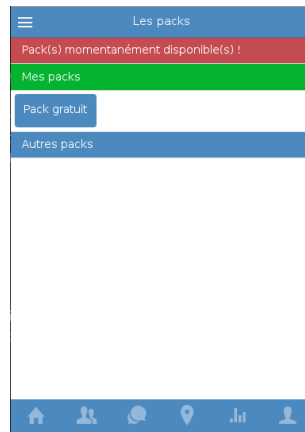 Les packs
Pack(s) momentanément disponible(s) !
Mes packs
Pack gratuit
Autres packs